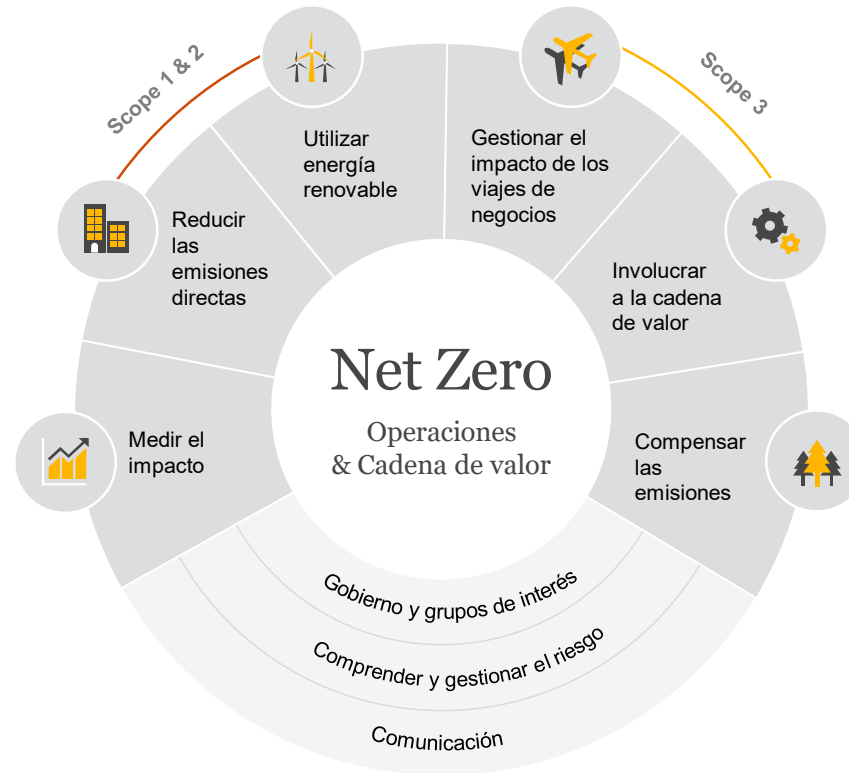 Scope 1 & 2
Scope 3
Utilizar
energía
renovable
Gestionar el
impacto de los
viajes de
negocios
Reducir
las
emisiones
directas
Involucrar
a la cadena
de valor
Net Zero
Operaciones
& Cadena de valor
Medir el
impacto
Compensar
las
emisiones
Gobierno y grupos de interés
Comprender y gestionar el riesgo
Comunicación